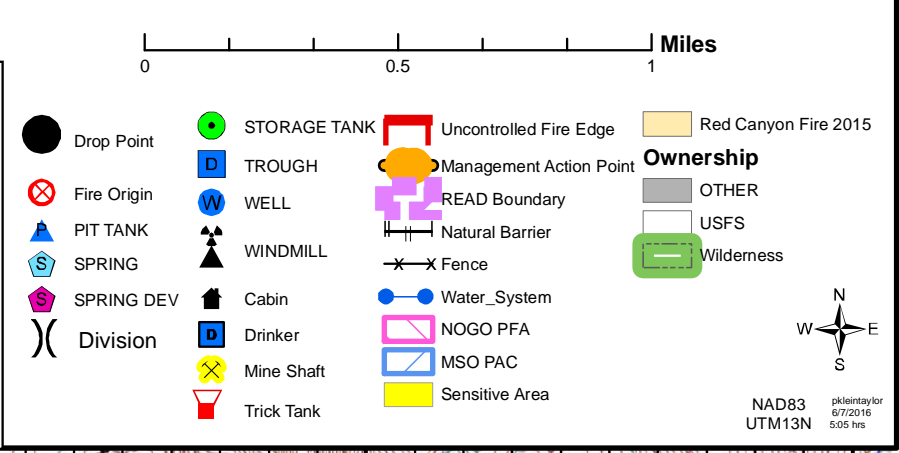 Miles
0 0.5 1
Drop Point
Fire Origin
P PIT TANK
S SPRING
S SPRING DEV
Division
STORAGE TANK
D TROUGH
W WELL
WINDMILL
Cabin
D Drinker
Mine Shaft
Trick Tank
Uncontrolled Fire Edge
Management Action Point
READ Boundary
Natural Barrier
Fence
Water_System
NOGO PFA
MSO PAC
Sensitive Area
Red Canyon Fire 2015
Ownership
OTHER
USFS
Wilderness
N
W E
S
NAD83
UTM13N
pkleintaylor
6/7/2016
5:05 hrs